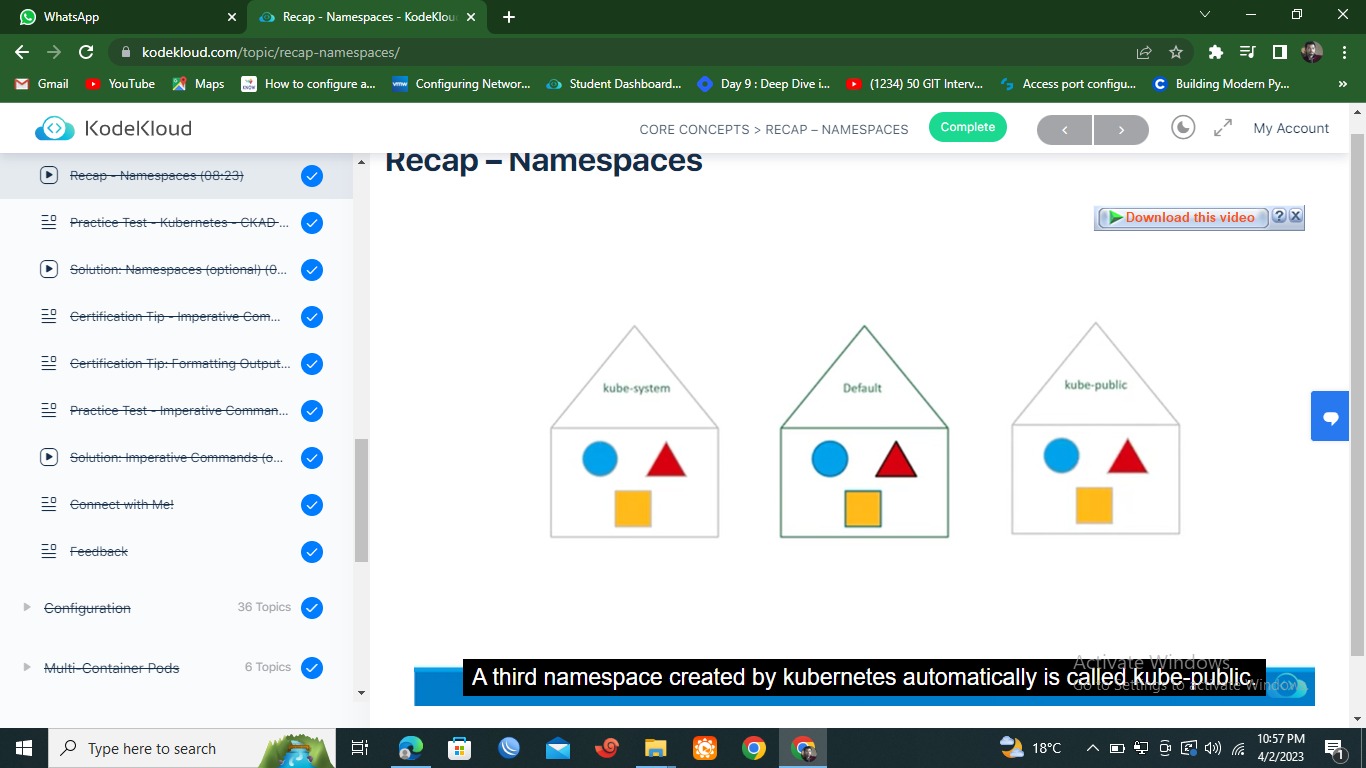 WhatsApp
Recap - Namespaces - KodeKlou
kodekloud.com/topic/recap-namespaces/
Gmail
YouTube
Maps
How to configure a...
Configuring Networ...
Student Dashboard...
Day 9 : Deep Dive i...
(1234) 50 GIT Interv...
Access port configu...
Building Modern Py...
»
KodeKloud
CORE CONCEPTS > RECAP – NAMESPACES
Complete
<
>
My Account
Recap - Namespaces (08:23)
Practice Test - Kubernetes - CKAD ...
Solution: Namespaces (optional) (0...
Certification Tip - Imperative Com...
Certification Tip: Formatting Output...
Practice Test - Imperative Comman...
Solution: Imperative Commands (o...
Connect with Me!
Feedback
Configuration
36 Topics
Multi-Container Pods
6 Topics
Recap – Namespaces
Download this video
?
X
kube-system
Default
kube-public
A third namespace created by kubernetes automatically is called kube-public.
Activate Windows
Go to Settings to activate Windows.
Type here to search
18°C
10:57 PM
4/2/2023
1